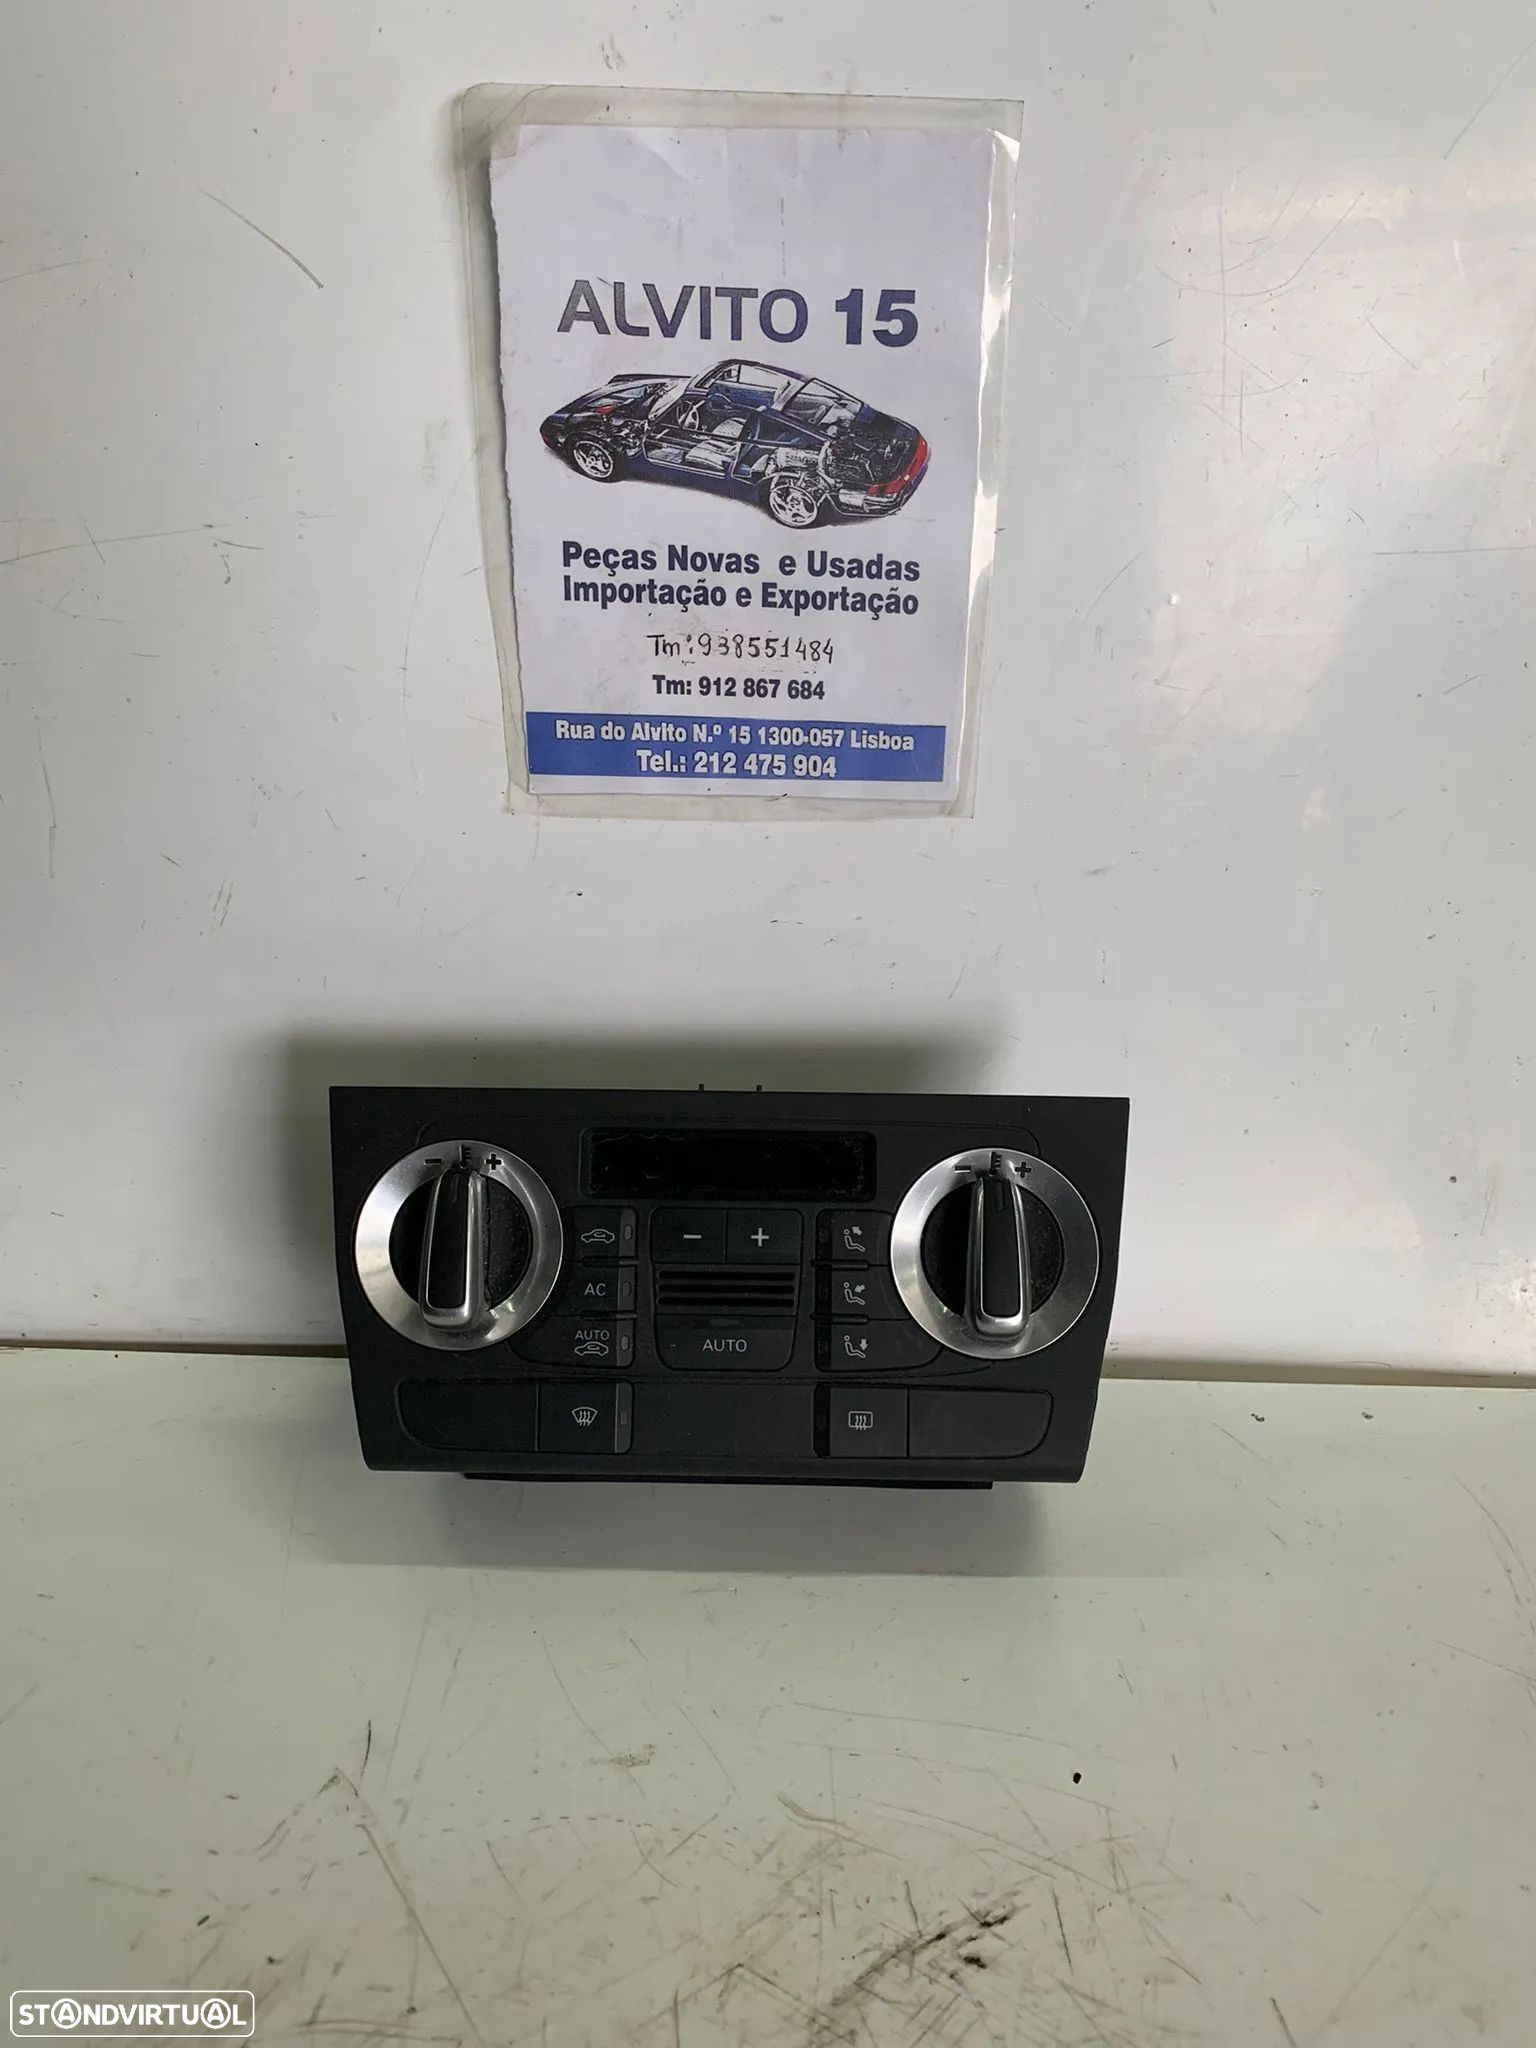 ALVITO 15
Peças Novas e Usadas
Importação e Exportação
Tm: 938551484
Tm: 912 867 684
Rua do Alvito N.º 15 1300-057 Lisboa
Tel.: 212 475 904
- +
- +
- +
AC
AUTO
AUTO
STANDVIRTUAL